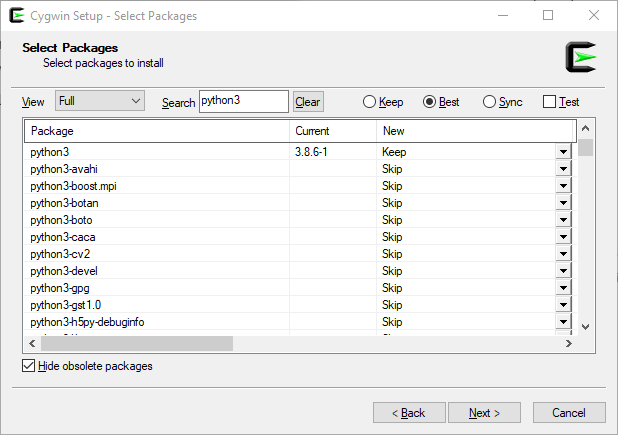 Cygwin Setup - Select Packages
Select Packages
Select packages to install
View Full Search python3 Clear Keep Best Sync Test
Package Current New
python3 3.8.6-1 Keep
python3-avahi Skip
python3-boost.mpi Skip
python3-botan Skip
python3-boto Skip
python3-caca Skip
python3-cv2 Skip
python3-devel Skip
python3-gpg Skip
python3-gst1.0 Skip
python3-h5py-debuginfo Skip
Hide obsolete packages
< Back Next > Cancel